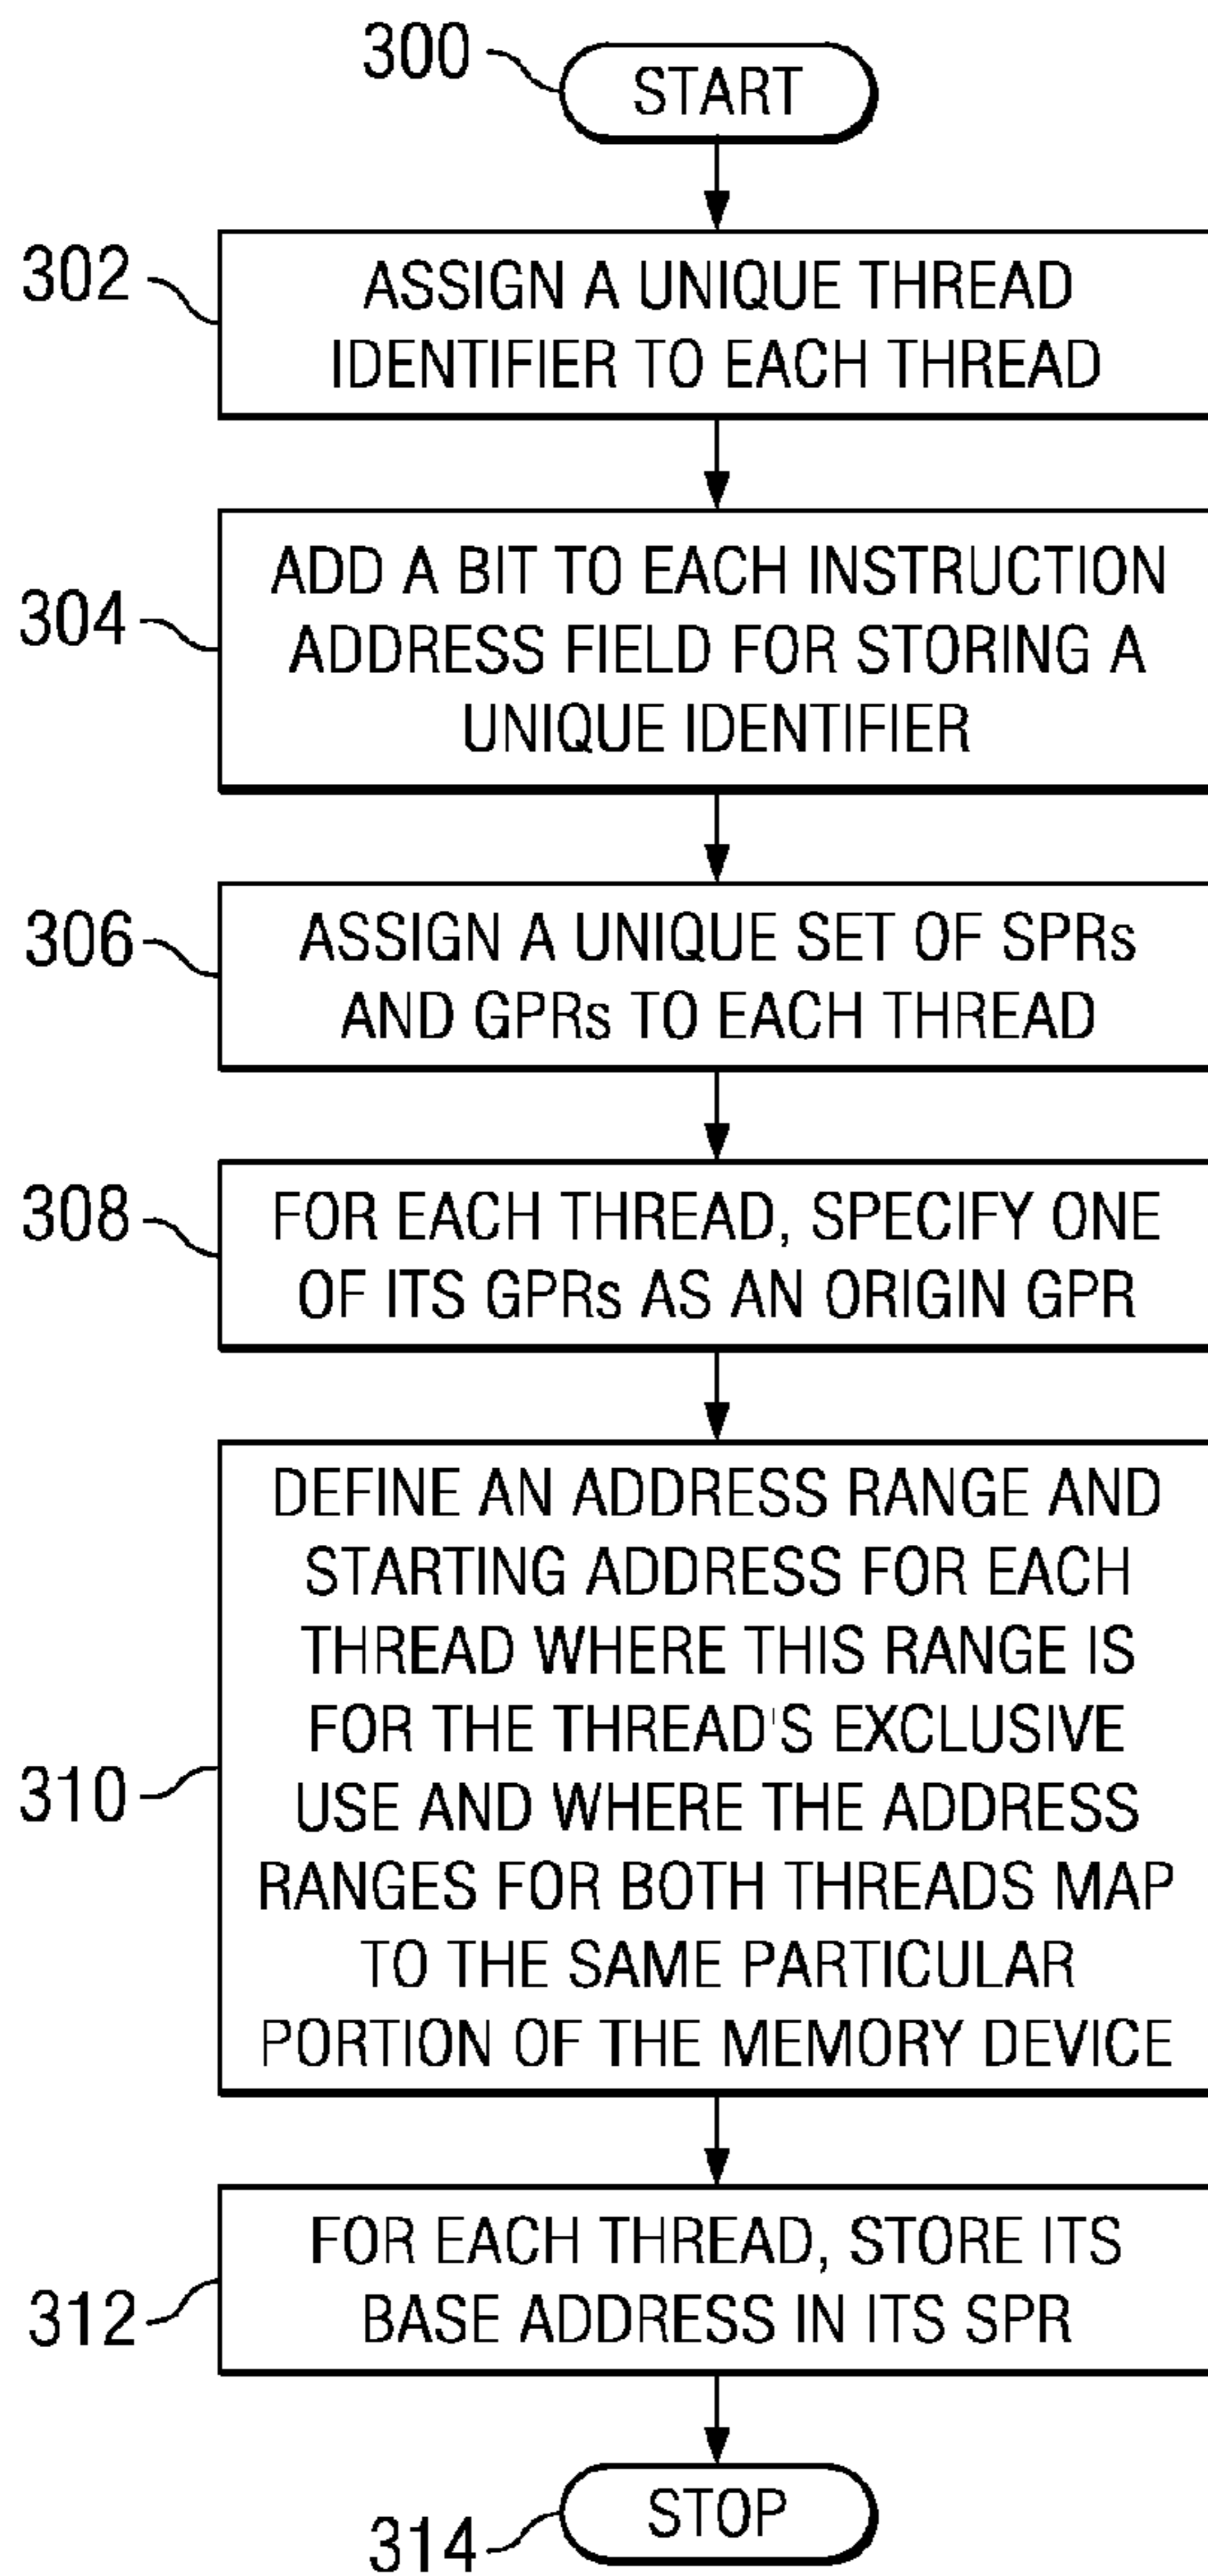 300
START
302
ASSIGN A UNIQUE THREAD
IDENTIFIER TO EACH THREAD
304
ADD A BIT TO EACH INSTRUCTION
ADDRESS FIELD FOR STORING A
UNIQUE IDENTIFIER
306
ASSIGN A UNIQUE SET OF SPRs
AND GPRs TO EACH THREAD
308
FOR EACH THREAD, SPECIFY ONE
OF ITS GPRs AS AN ORIGIN GPR
310
DEFINE AN ADDRESS RANGE AND
STARTING ADDRESS FOR EACH
THREAD WHERE THIS RANGE IS
FOR THE THREAD'S EXCLUSIVE
USE AND WHERE THE ADDRESS
RANGES FOR BOTH THREADS MAP
TO THE SAME PARTICULAR
PORTION OF THE MEMORY DEVICE
312
FOR EACH THREAD, STORE ITS
BASE ADDRESS IN ITS SPR
314
STOP